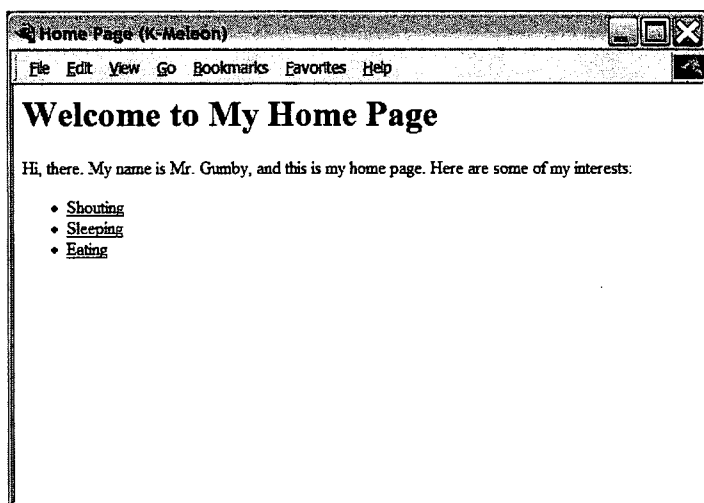 Home Page (K-Meleon)
File Edit View Go Bookmarks Favorites Help
Welcome to My Home Page
Hi, there. My name is Mr. Gumby, and this is my home page. Here are some of my interests:
Shouting
Sleeping
Eating